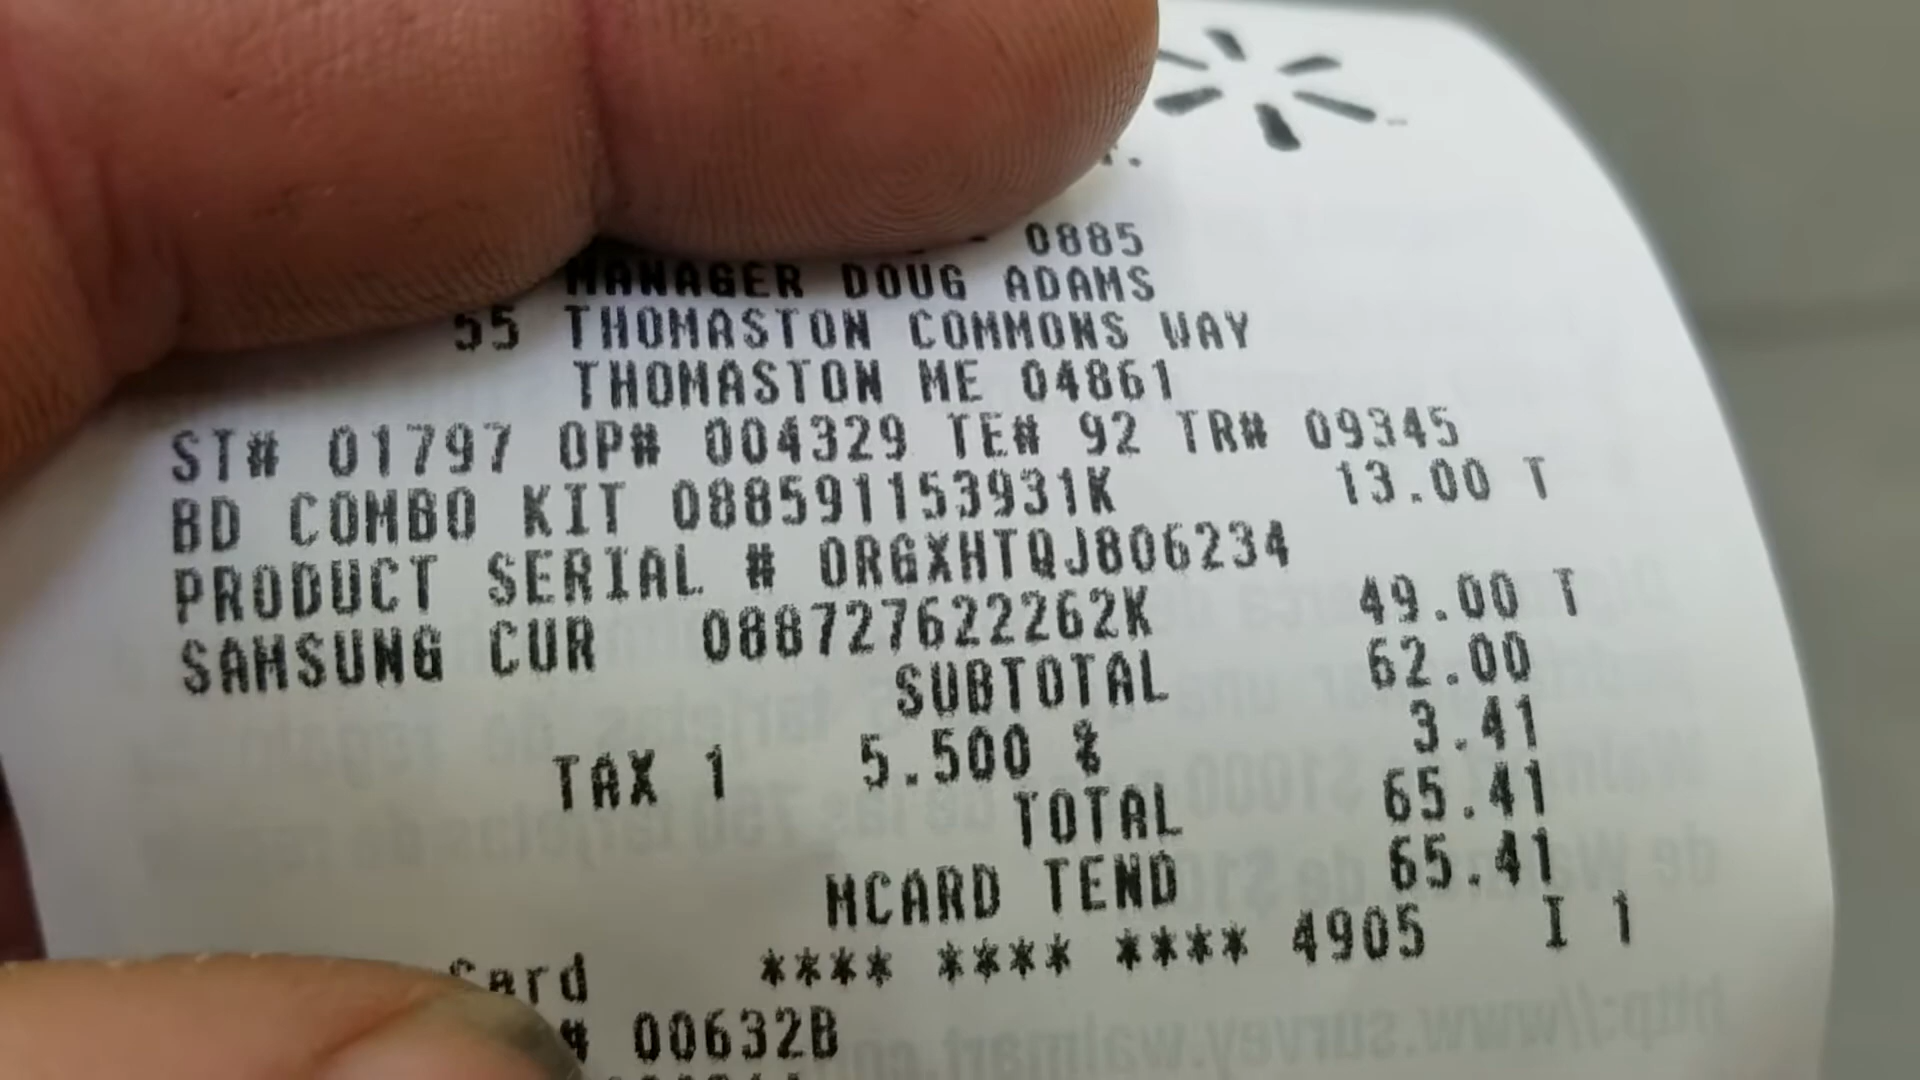 0885
MANAGER DOUG ADAMS
55 THOMASTON COMMONS WAY
THOMASTON ME 04861
ST# 01797 OP# 004329 TE# 92 TR# 09345
BD COMBO KIT 088591153931K 13.00 T
PRODUCT SERIAL # 0RGXHTQJ806234
SAMSUNG CUR 088727622262K 49.00 T
SUBTOTAL 62.00
TAX 1 5.500 % 3.41
TOTAL 65.41
MCARD TEND 65.41
Card **** **** **** 4905 I 1
# 00632B